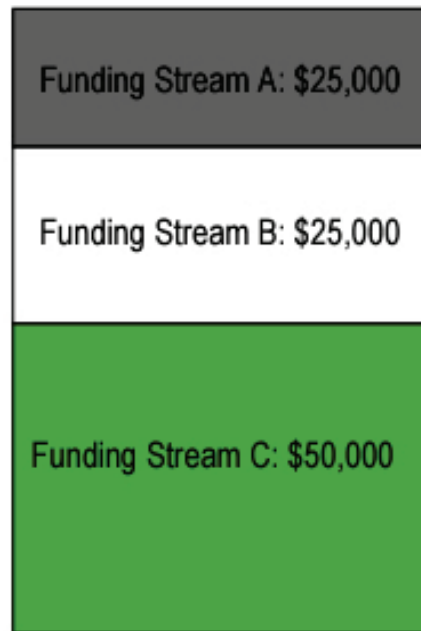 Funding Stream A: $25,000
Funding Stream B: $25,000
Funding Stream C: $50,000